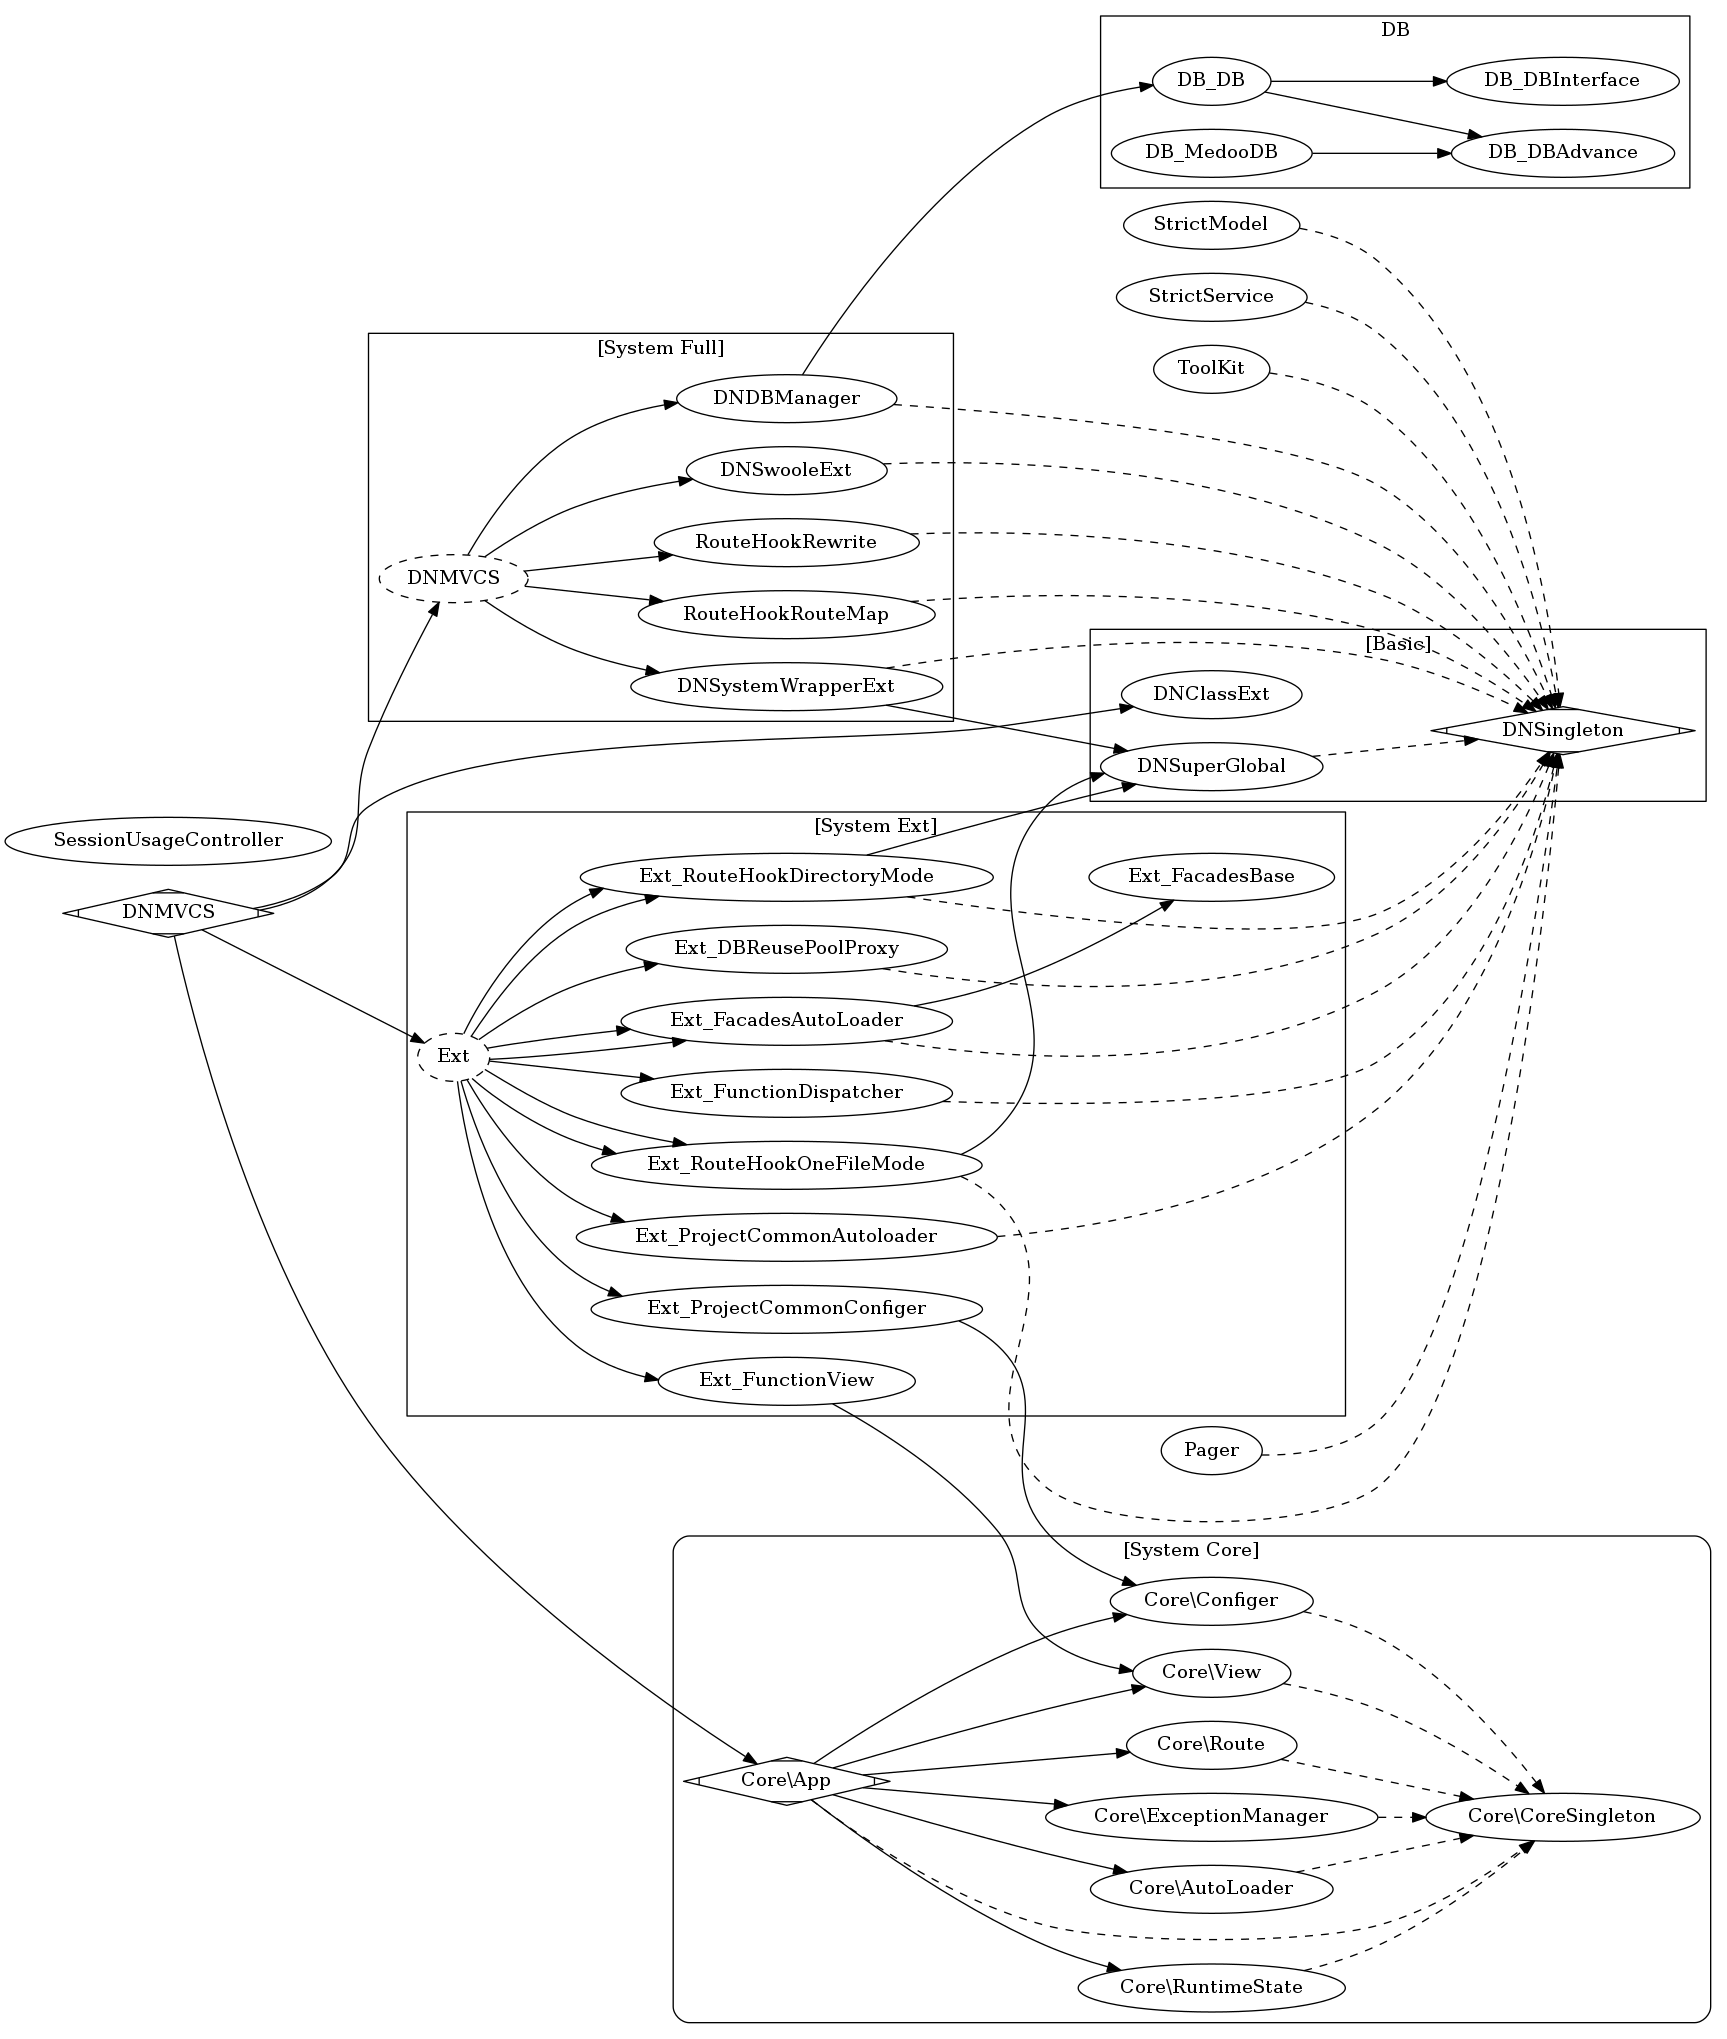 DB
DB_DB
DB_DBInterface
DB_MedooDB
DB_DBAdvance
StrictModel
StrictService
ToolKit
[System Full]
DNDBManager
DNSwooleExt
RouteHookRewrite
DNMVCS
RouteHookRouteMap
DNSystemWrapperExt
[Basic]
DNClassExt
DNSingleton
DNSuperGlobal
SessionUsageController
DNMVCS
[System Ext]
Ext_RouteHookDirectoryMode
Ext_FacadesBase
Ext_DBReusePoolProxy
Ext_FacadesAutoLoader
Ext
Ext_FunctionDispatcher
Ext_RouteHookOneFileMode
Ext_ProjectCommonAutoloader
Ext_ProjectCommonConfiger
Ext_FunctionView
Pager
[System Core]
Core\Configer
Core\View
Core\Route
Core\App
Core\ExceptionManager
Core\CoreSingleton
Core\AutoLoader
Core\RuntimeState